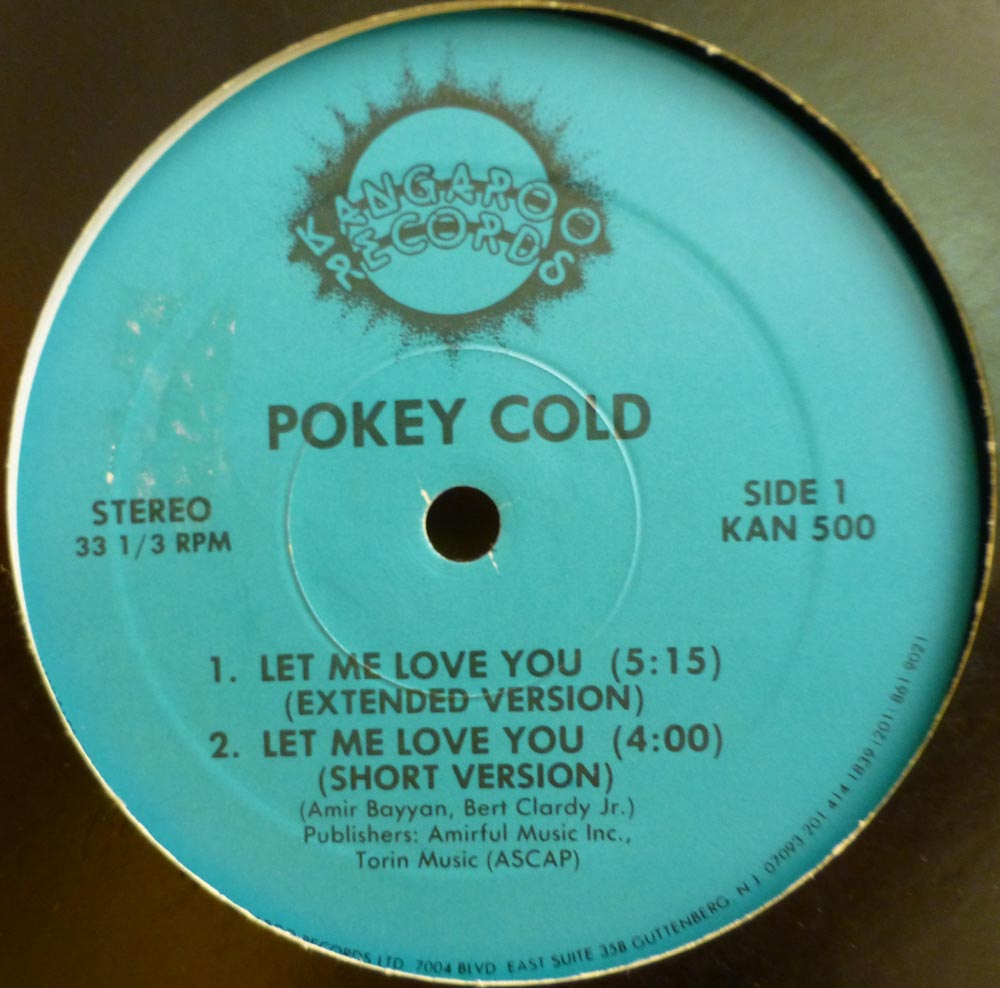 KANGAROO
RECORDS
POKEY COLD
STEREO
33 1/3 RPM
SIDE 1
KAN 500
1. LET ME LOVE YOU (5:15)
(EXTENDED VERSION)
2. LET ME LOVE YOU (4:00)
(SHORT VERSION)
(Amir Bayyan, Bert Clardy Jr.)
Publishers: Amirful Music Inc.,
Torin Music (ASCAP)
RECORDS LTD. 7004 BLVD. EAST SUITE 35B GUTTENBERG, N.J. 07093 201 414 1839 (201) 861 9021